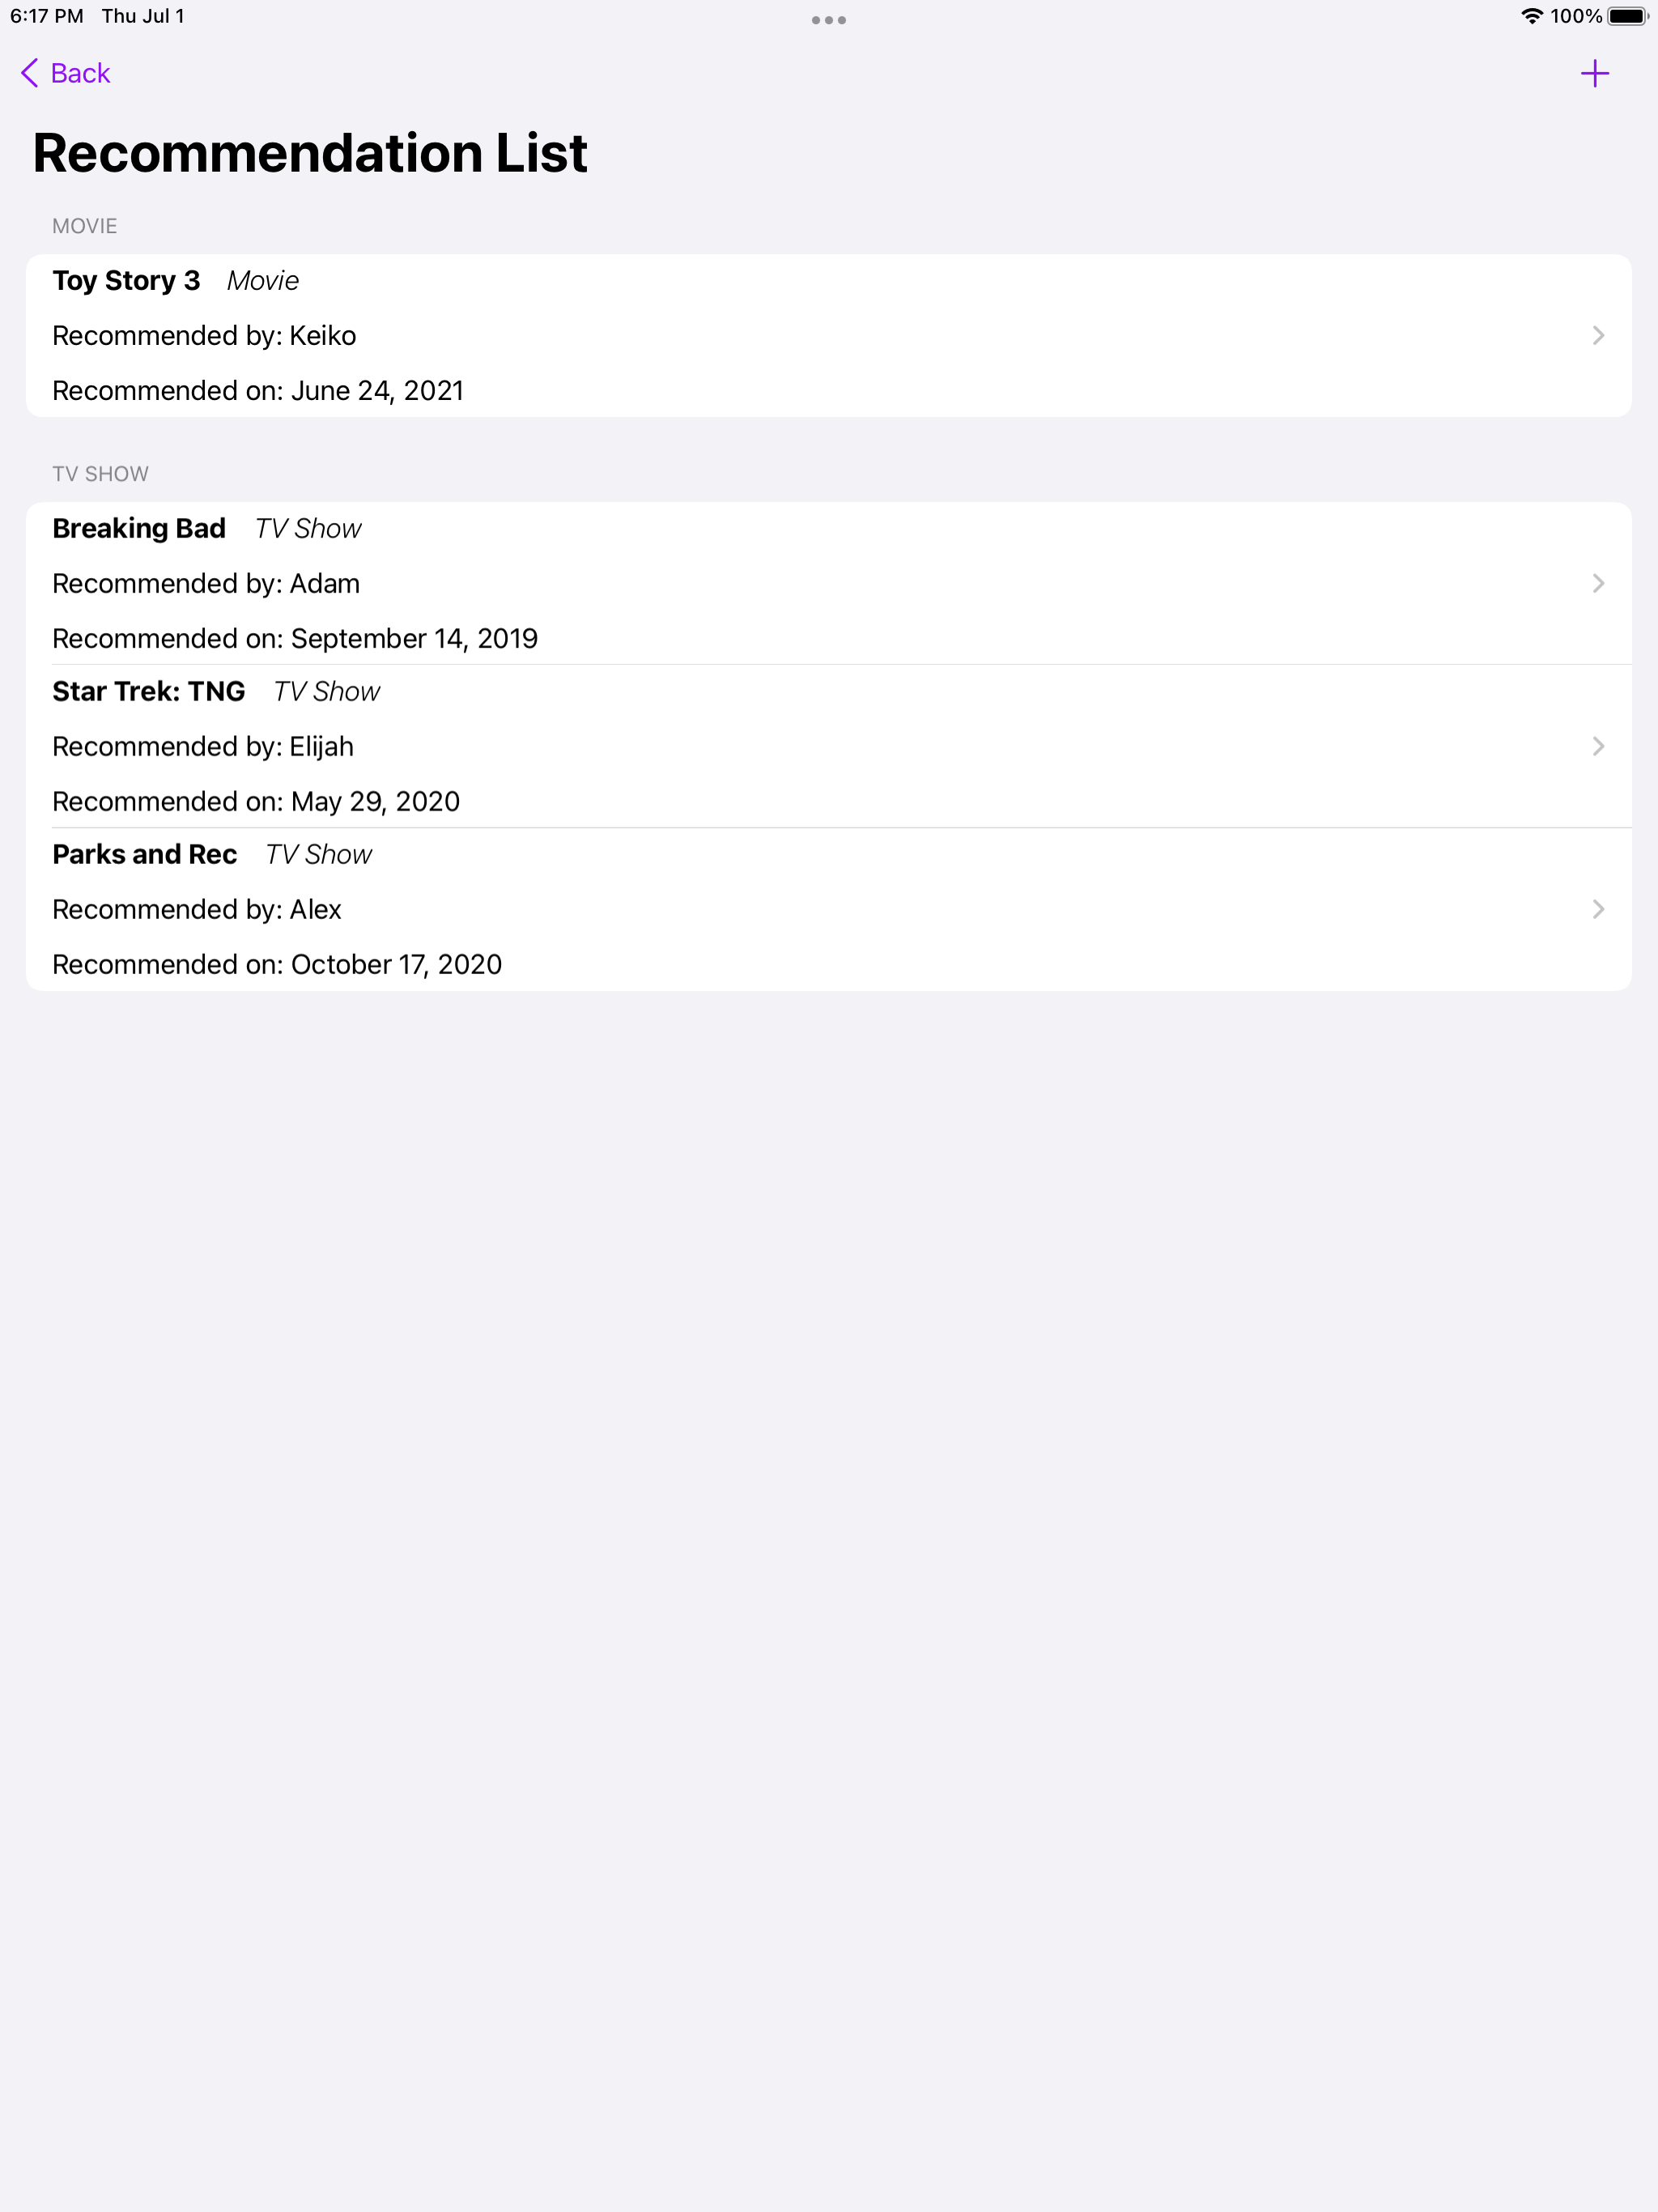 6:17 PM Thu Jul 1 100%
Back
Recommendation List
MOVIE
Toy Story 3 Movie
Recommended by: Keiko
Recommended on: June 24, 2021
TV SHOW
Breaking Bad TV Show
Recommended by: Adam
Recommended on: September 14, 2019
Star Trek: TNG TV Show
Recommended by: Elijah
Recommended on: May 29, 2020
Parks and Rec TV Show
Recommended by: Alex
Recommended on: October 17, 2020